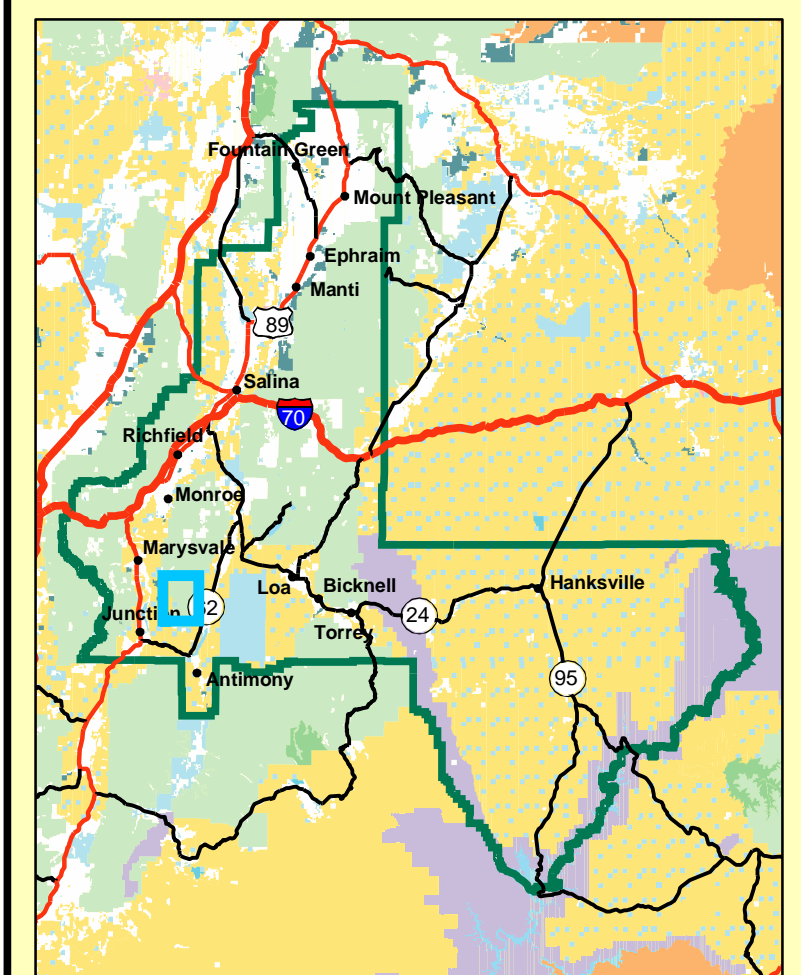 Fountain Green
Mount Pleasant
Ephraim
Manti
89
Salina
70
Richfield
Monroe
Marysvale
Loa
Bicknell
Hanksville
Junction
24
Torrey
Antimony
95